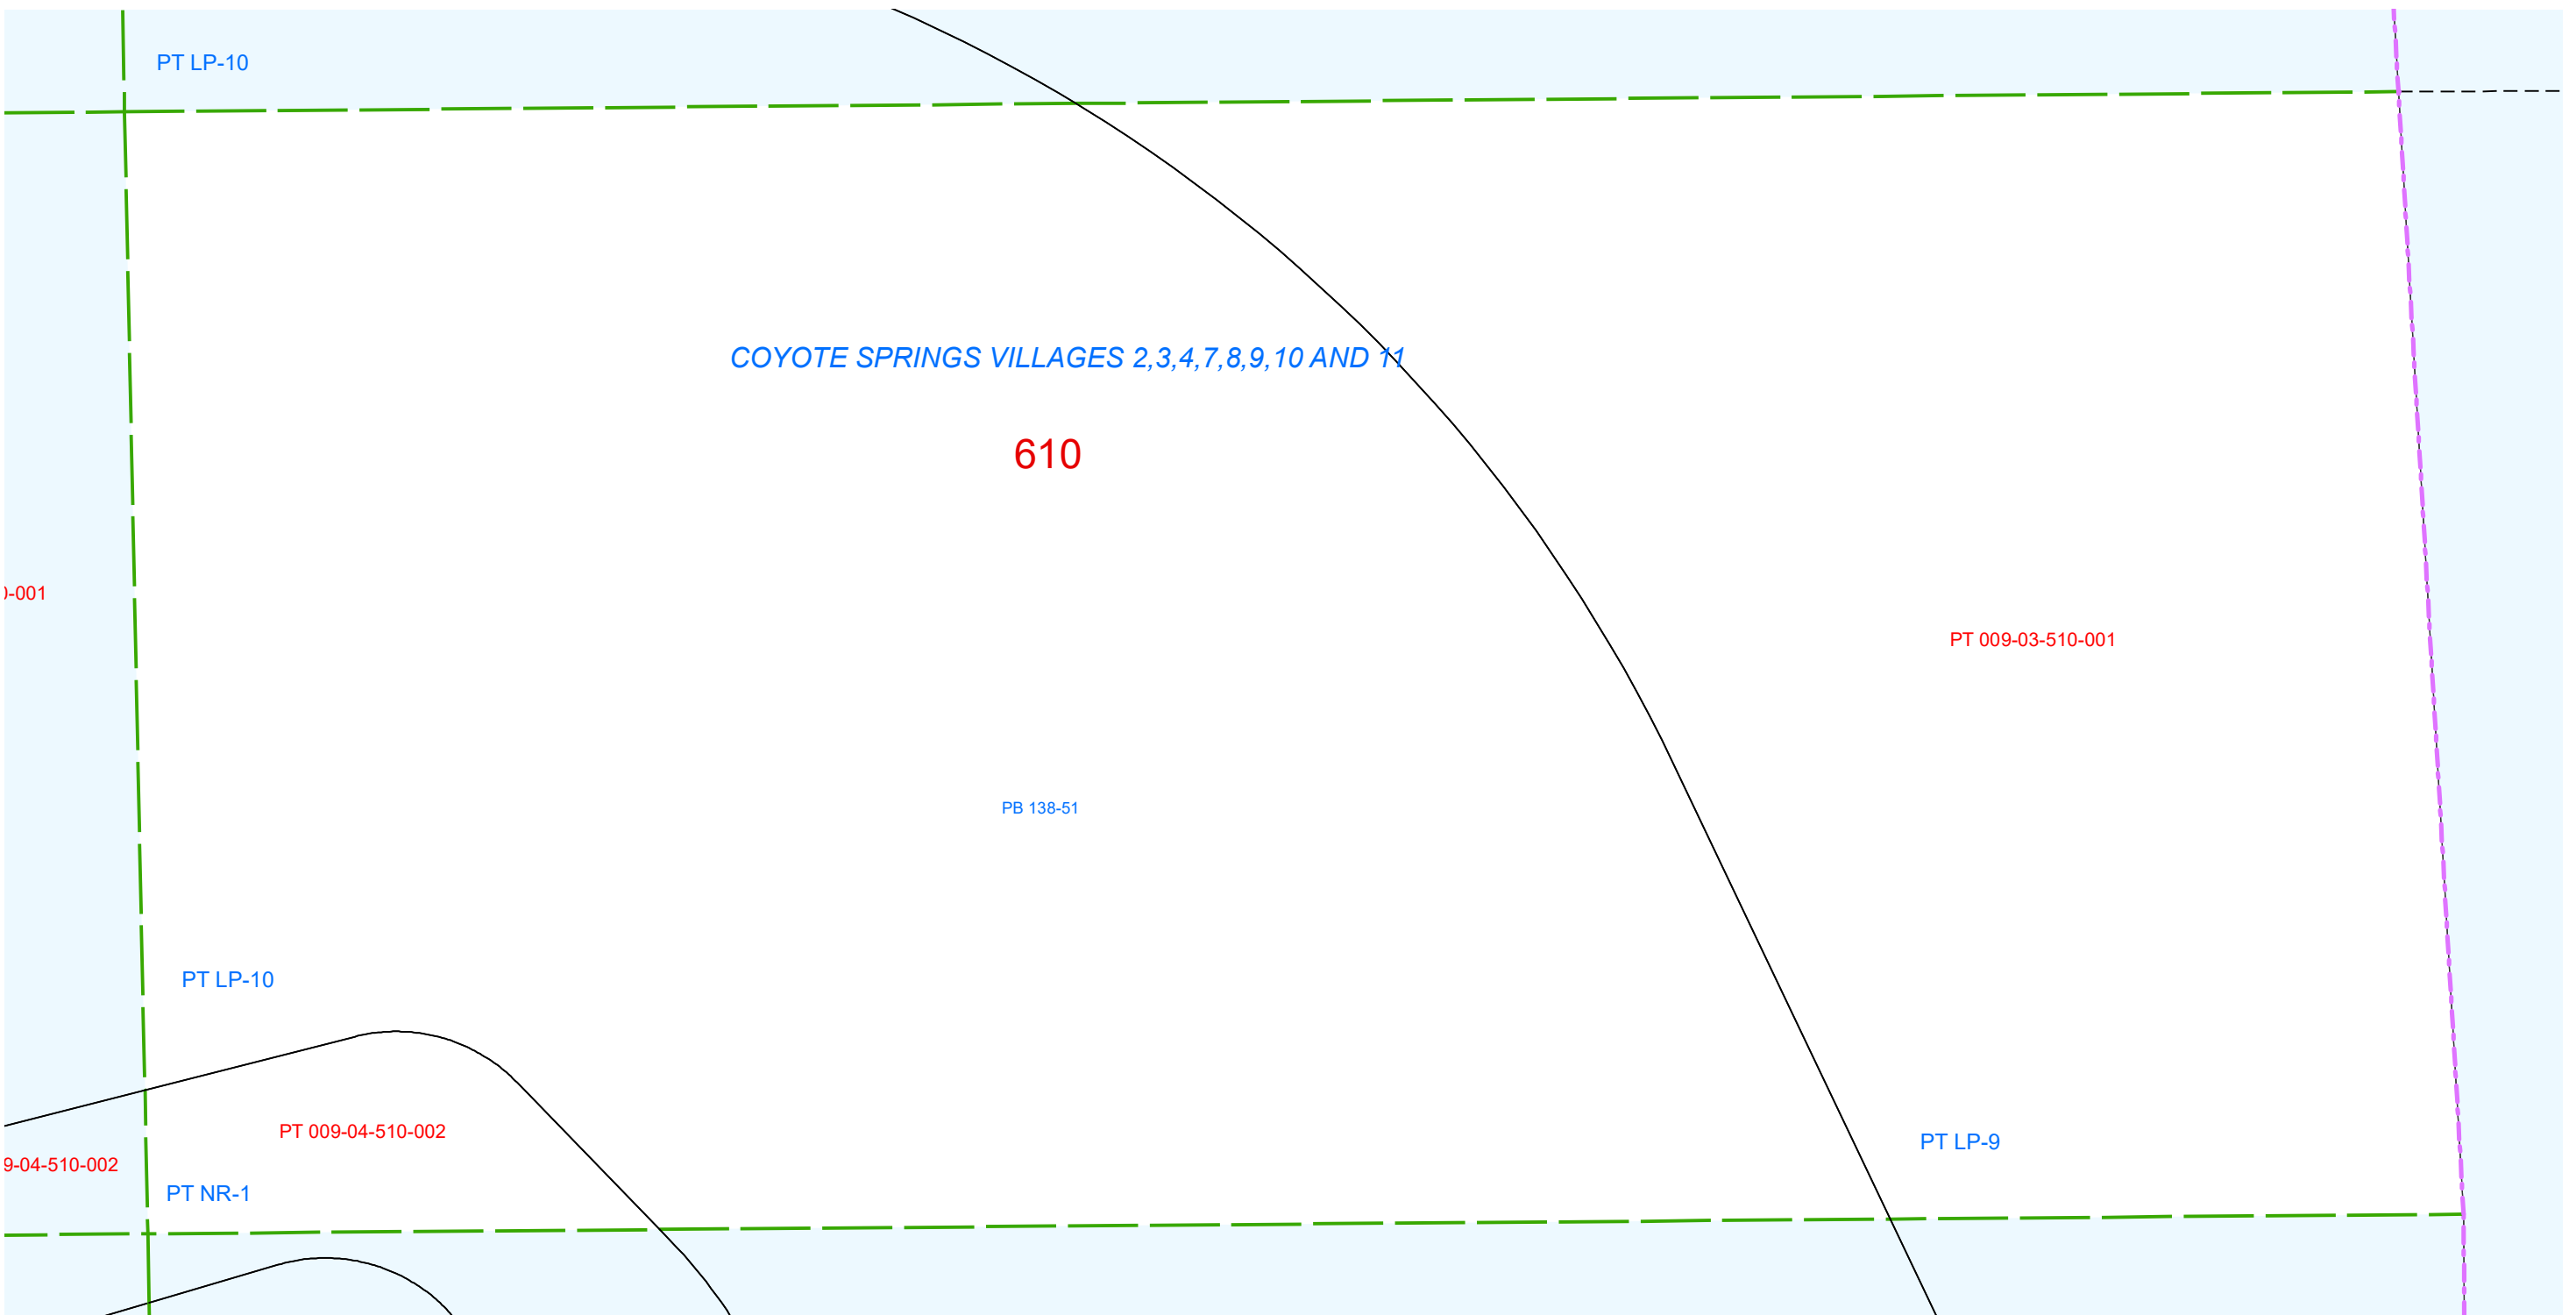 PT LP-10
COYOTE SPRINGS VILLAGES 2,3,4,7,8,9,10 AND 11
610
-001
PT 009-03-510-001
PB 138-51
PT LP-10
PT 009-04-510-002
PT LP-9
9-04-510-002
PT NR-1